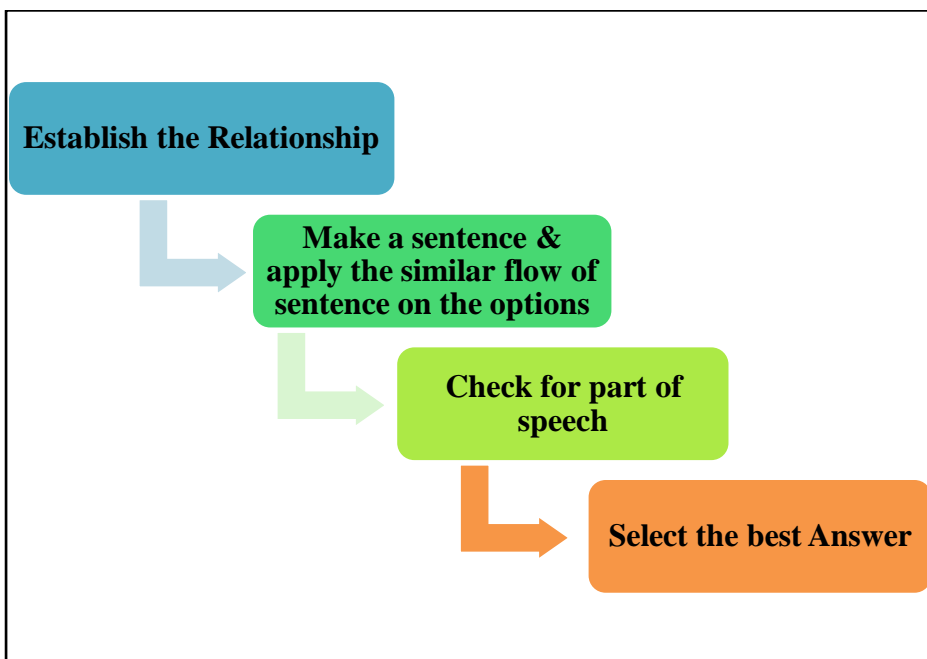 Establish the Relationship
Make a sentence &
apply the similar flow of
sentence on the options
Check for part of
speech
Select the best Answer